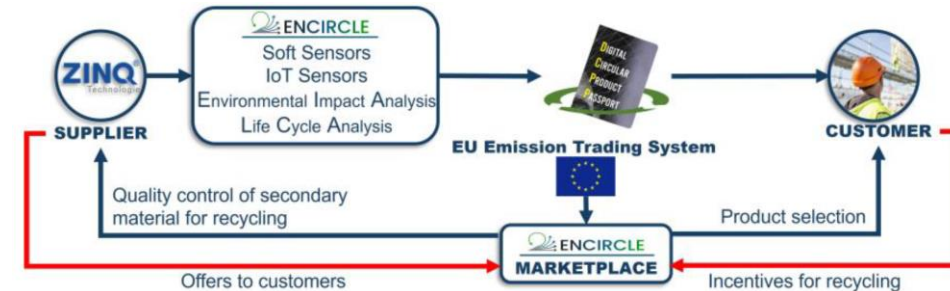 ENCIRCLE
Soft Sensors
IoT Sensors
Environmental Impact Analysis
Life Cycle Analysis
ZINQ®
Technologie
SUPPLIER
DIGITAL
CIRCULAR
PRODUCT
PASSPORT
CUSTOMER
EU Emission Trading System
Quality control of secondary
material for recycling
Product selection
ENCIRCLE
MARKETPLACE
Offers to customers
Incentives for recycling